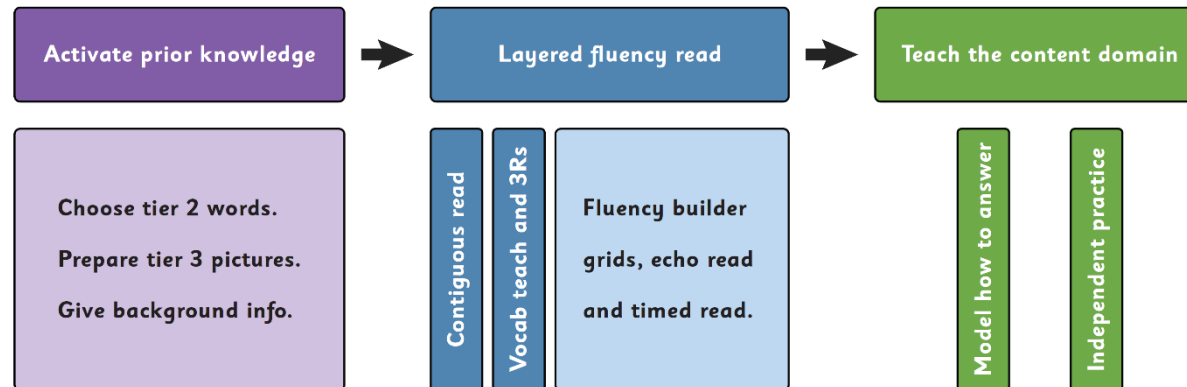 Activate prior knowledge
Layered fluency read
Teach the content domain
Choose tier 2 words.
Prepare tier 3 pictures.
Give background info.
Contiguous read
Vocab teach and 3Rs
Fluency builder
grids, echo read
and timed read.
Model how to answer
Independent practice